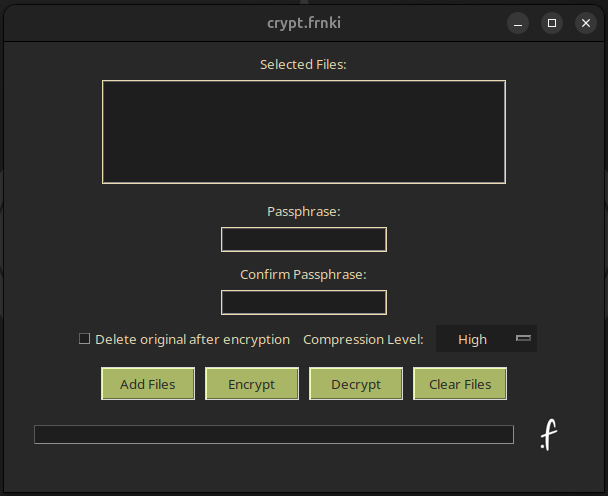 crypt.frnki
Selected Files:
Passphrase:
Confirm Passphrase:
Delete original after encryption Compression Level: High
Add Files Encrypt Decrypt Clear Files
.f